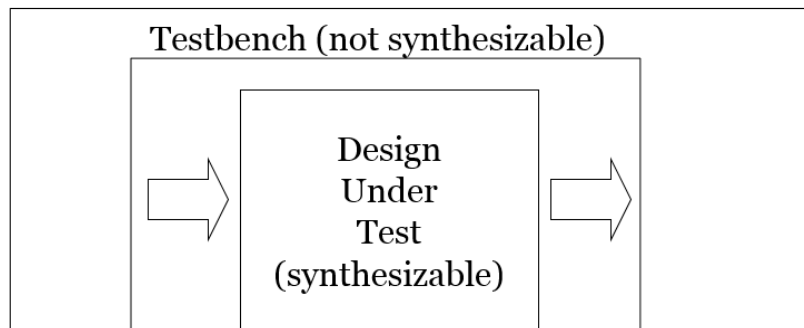 Testbench (not synthesizable)
Design
Under
Test
(synthesizable)